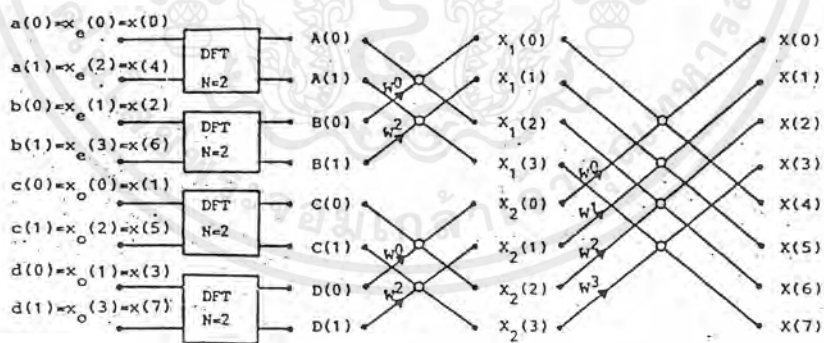 a(0)=x_e(0)=x(0)
a(1)=x_e(2)=x(4)
b(0)=x_e(1)=x(2)
b(1)=x_e(3)=x(6)
c(0)=x_o(0)=x(1)
c(1)=x_o(2)=x(5)
d(0)=x_o(1)=x(3)
d(1)=x_o(3)=x(7)
DFT
N=2
DFT
N=2
DFT
N=2
DFT
N=2
A(0)
A(1)
B(0)
B(1)
C(0)
C(1)
D(0)
D(1)
W^0
W^2
W^0
W^2
X_1(0)
X_1(1)
X_1(2)
X_1(3)
X_2(0)
X_2(1)
X_2(2)
X_2(3)
W^0
W^1
W^2
W^3
X(0)
X(1)
X(2)
X(3)
X(4)
X(5)
X(6)
X(7)